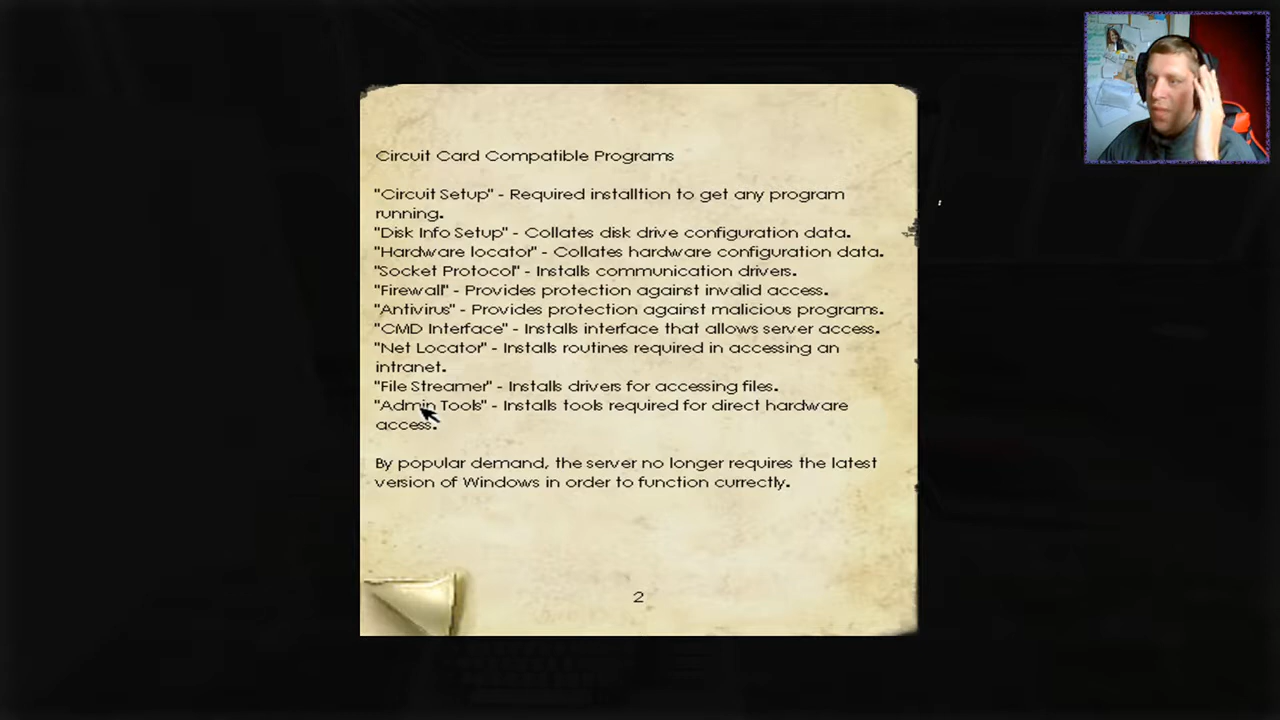 Circuit Card Compatible Programs
"Circuit Setup" - Required installtion to get any program
running.
"Disk Info Setup" - Collates disk drive configuration data.
"Hardware locator" - Collates hardware configuration data.
"Socket Protocol" - Installs communication drivers.
"Firewall" - Provides protection against invalid access.
"Antivirus" - Provides protection against malicious programs.
"CMD Interface" - Installs interface that allows server access.
"Net Locator" - Installs routines required in accessing an
intranet.
"File Streamer" - Installs drivers for accessing files.
"Admin Tools" - Installs tools required for direct hardware
access.
By popular demand, the server no longer requires the latest
version of Windows in order to function currectly.
2